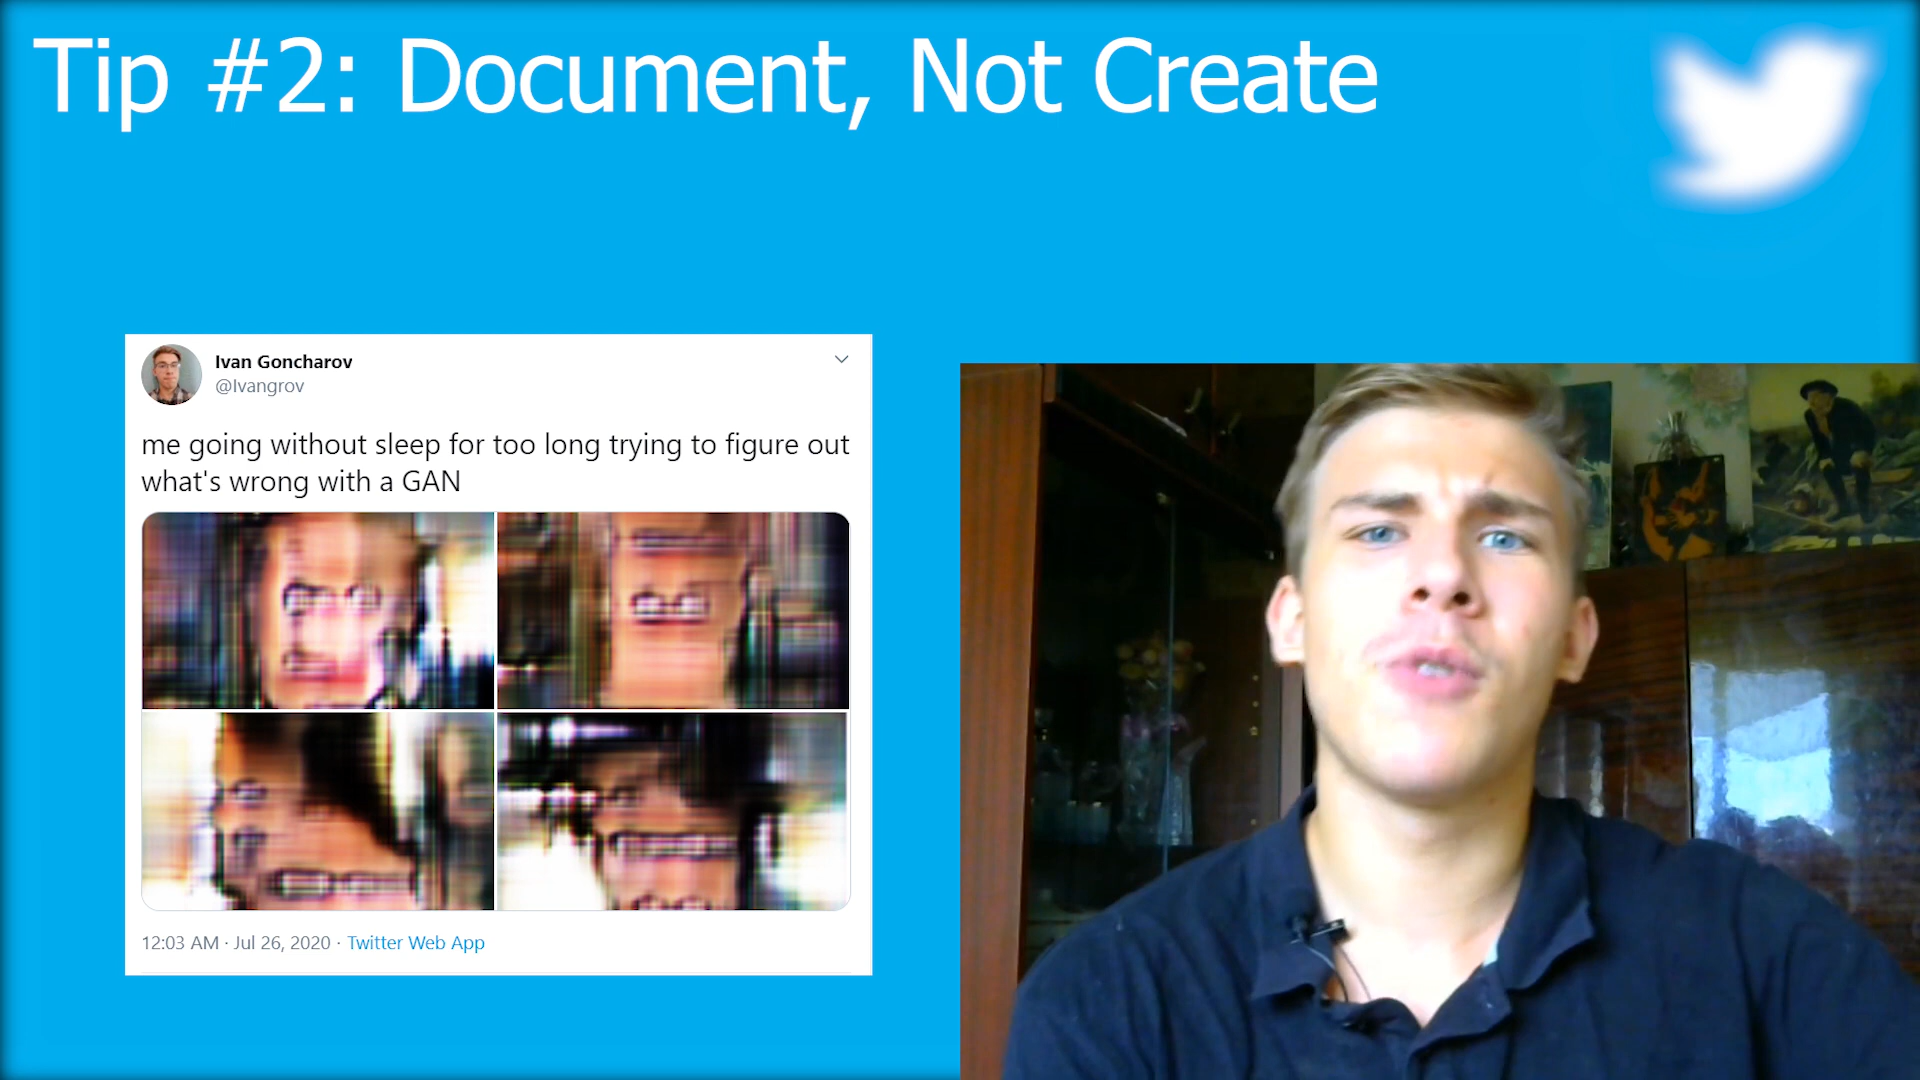 Tip #2: Document, Not Create
Ivan Goncharov
@Ivangrov
me going without sleep for too long trying to figure out
what's wrong with a GAN
12:03 AM · Jul 26, 2020 · Twitter Web App